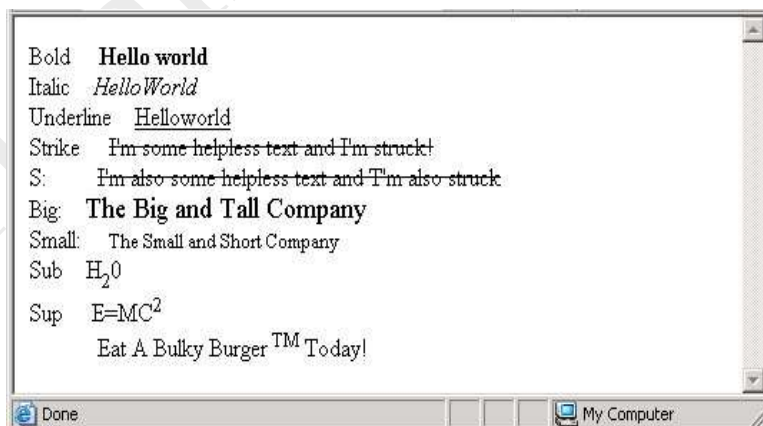 Bold Hello world
Italic HelloWorld
Underline Helloworld
Strike I'm some helpless text and I'm struck!
S: I'm also some helpless text and T'm also struck
Big: The Big and Tall Company
Small: The Small and Short Company
Sub H₂0
Sup E=MC²
Eat A Bulky Burger ™ Today!
Done My Computer